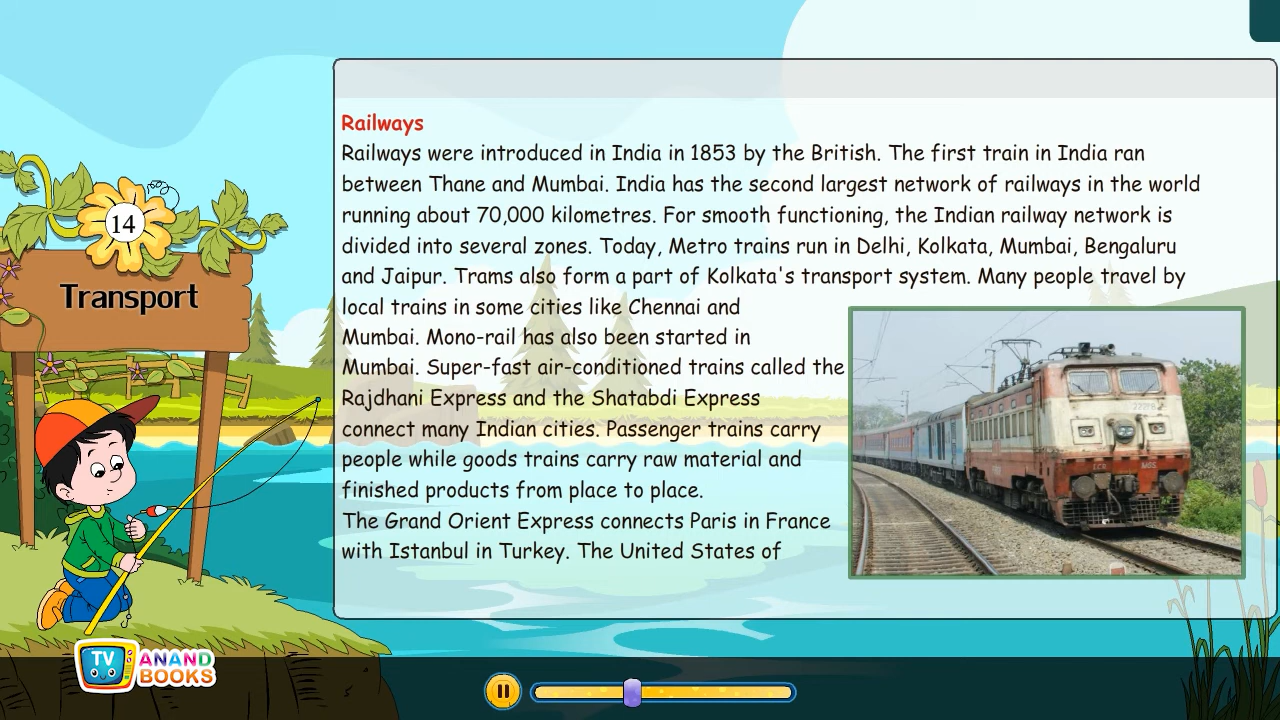 Railways
Railways were introduced in India in 1853 by the British. The first train in India ran
between Thane and Mumbai. India has the second largest network of railways in the world
running about 70,000 kilometres. For smooth functioning, the Indian railway network is
divided into several zones. Today, Metro trains run in Delhi, Kolkata, Mumbai, Bengaluru
and Jaipur. Trams also form a part of Kolkata's transport system. Many people travel by
local trains in some cities like Chennai and
Mumbai. Mono-rail has also been started in
Mumbai. Super-fast air-conditioned trains called the
Rajdhani Express and the Shatabdi Express
connect many Indian cities. Passenger trains carry
people while goods trains carry raw material and
finished products from place to place.
The Grand Orient Express connects Paris in France
with Istanbul in Turkey. The United States of
14
Transport
TV
ANAND
BOOKS